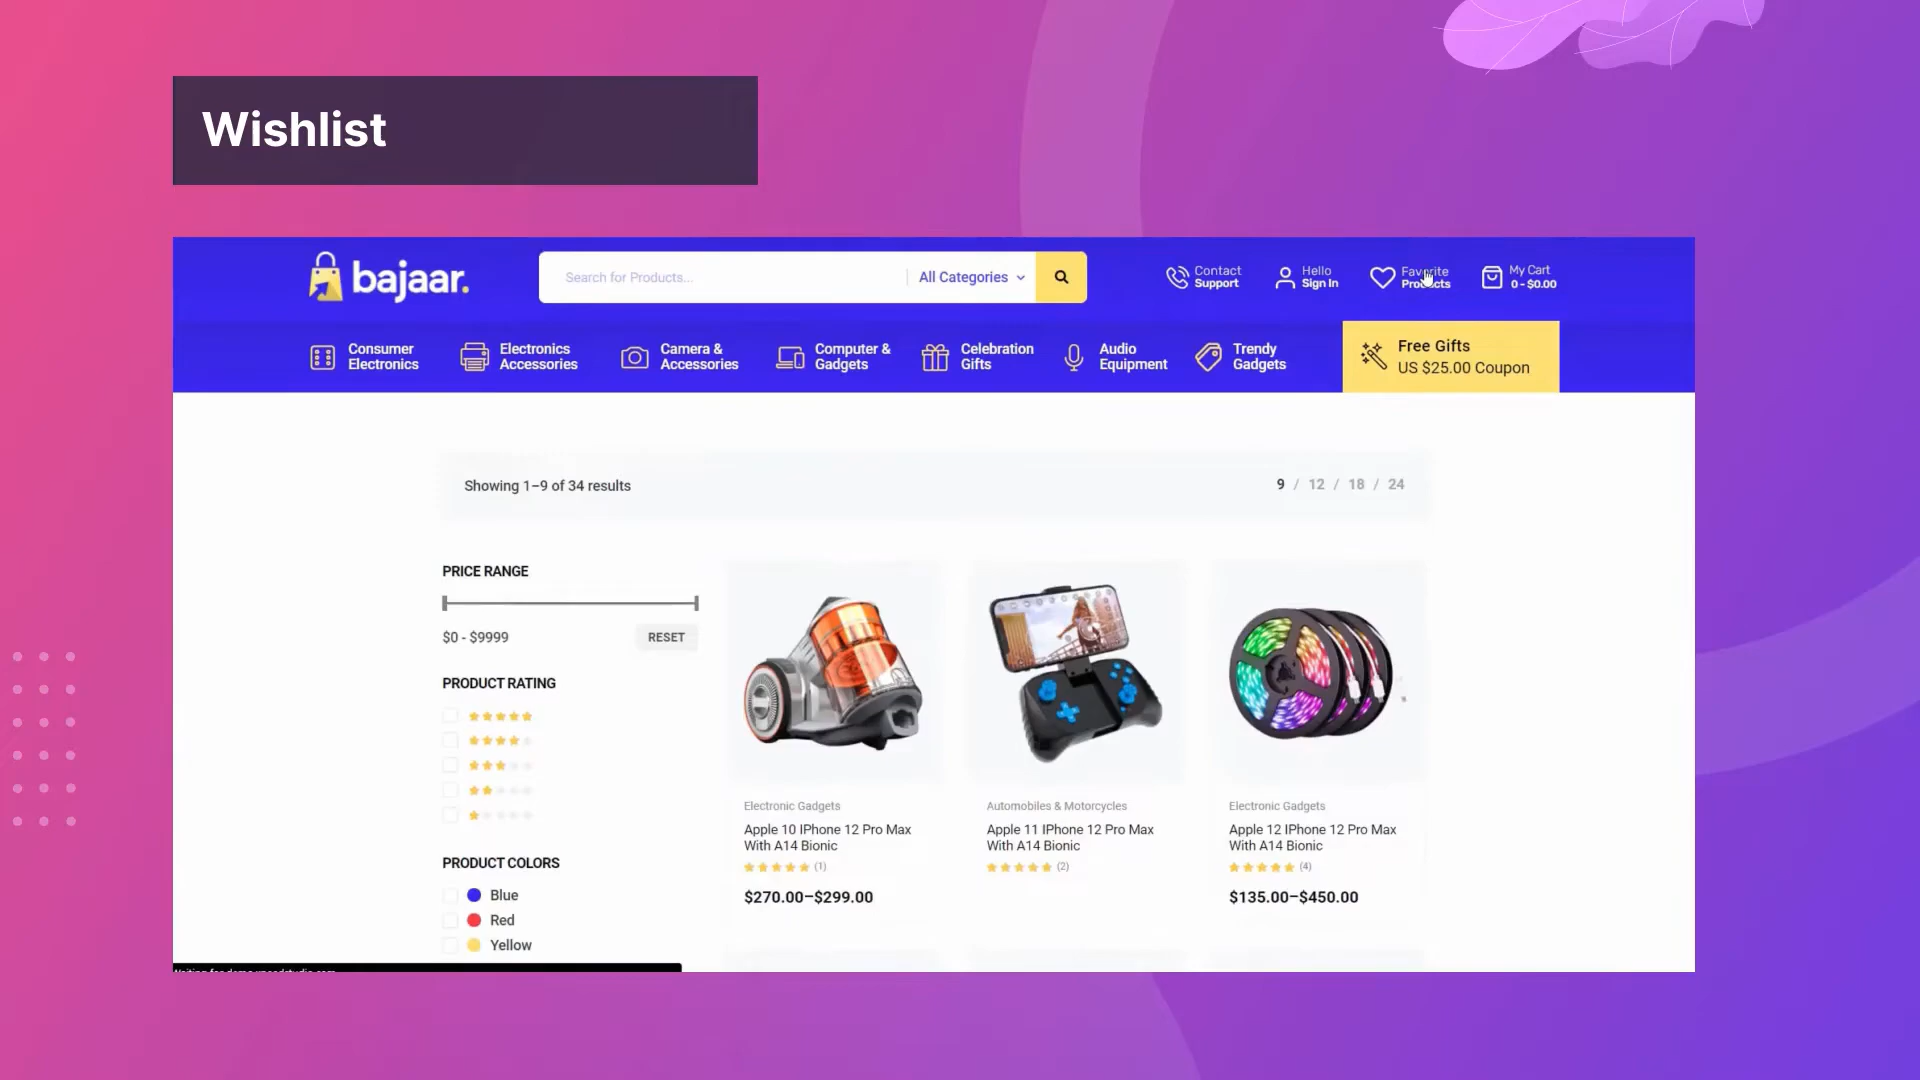 Wishlist
bajaar.
Search for Products...
All Categories
Contact
Support
Hello
Sign In
Favorite
Products
My Cart
0 - $0.00
Consumer
Electronics
Electronics
Accessories
Camera &
Accessories
Computer &
Gadgets
Celebration
Gifts
Audio
Equipment
Trendy
Gadgets
Free Gifts
US $25.00 Coupon
Showing 1–9 of 34 results
9 / 12 / 18 / 24
PRICE RANGE
$0 - $9999
RESET
PRODUCT RATING
PRODUCT COLORS
Blue
Red
Yellow
Electronic Gadgets
Apple 10 IPhone 12 Pro Max
With A14 Bionic
(1)
$270.00–$299.00
Automobiles & Motorcycles
Apple 11 IPhone 12 Pro Max
With A14 Bionic
(2)
Electronic Gadgets
Apple 12 IPhone 12 Pro Max
With A14 Bionic
(4)
$135.00–$450.00